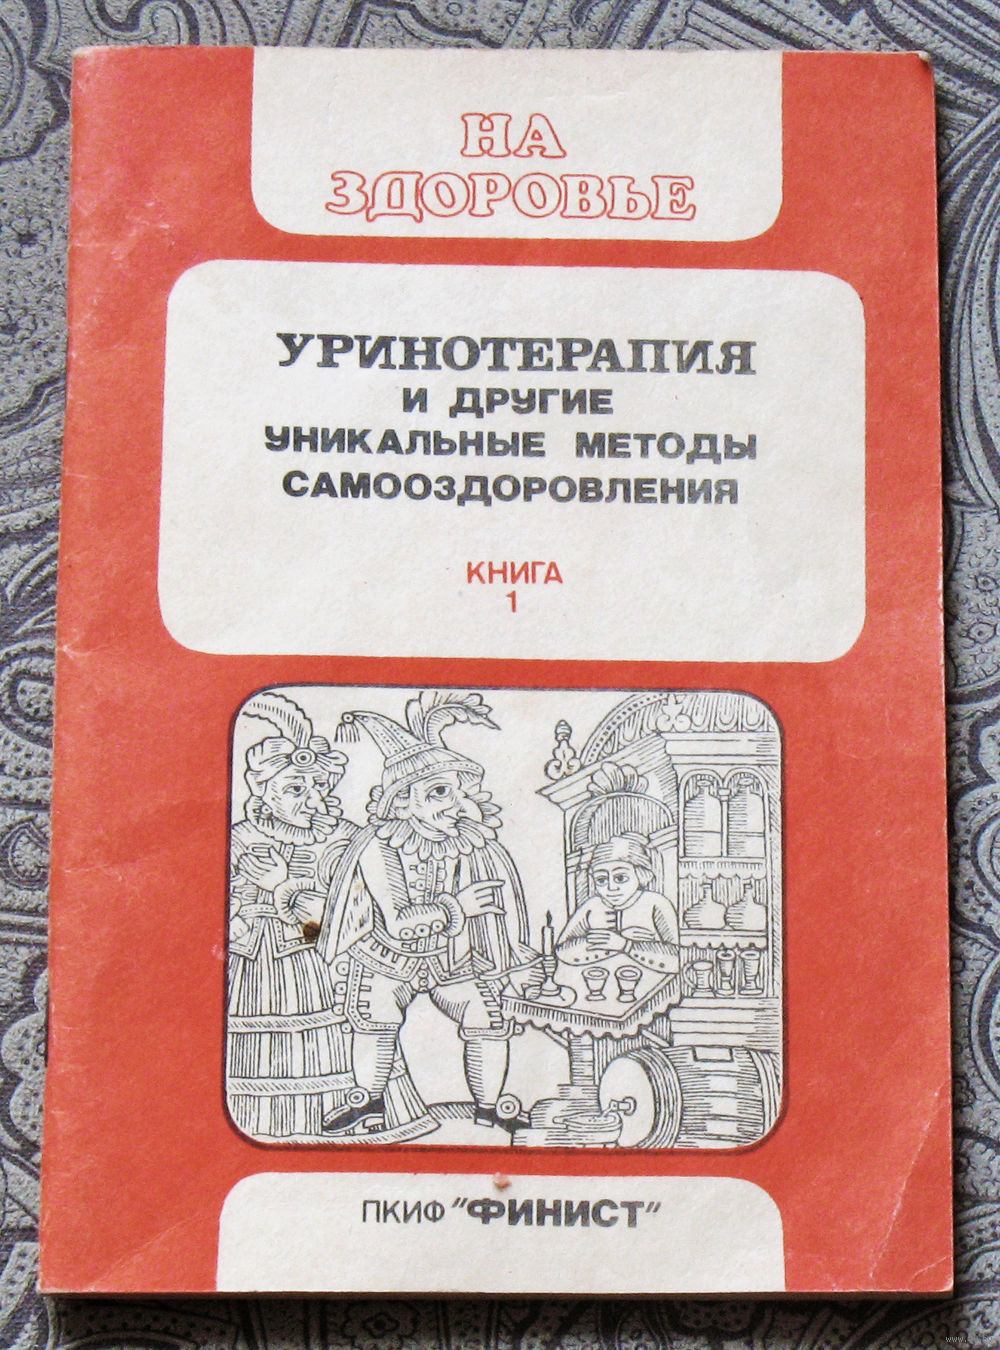 НА
ЗДОРОВЬЕ
УРИНОТЕРАПИЯ
И ДРУГИЕ
УНИКАЛЬНЫЕ МЕТОДЫ
САМООЗДОРОВЛЕНИЯ
КНИГА
1
ПКИФ "ФИНИСТ"